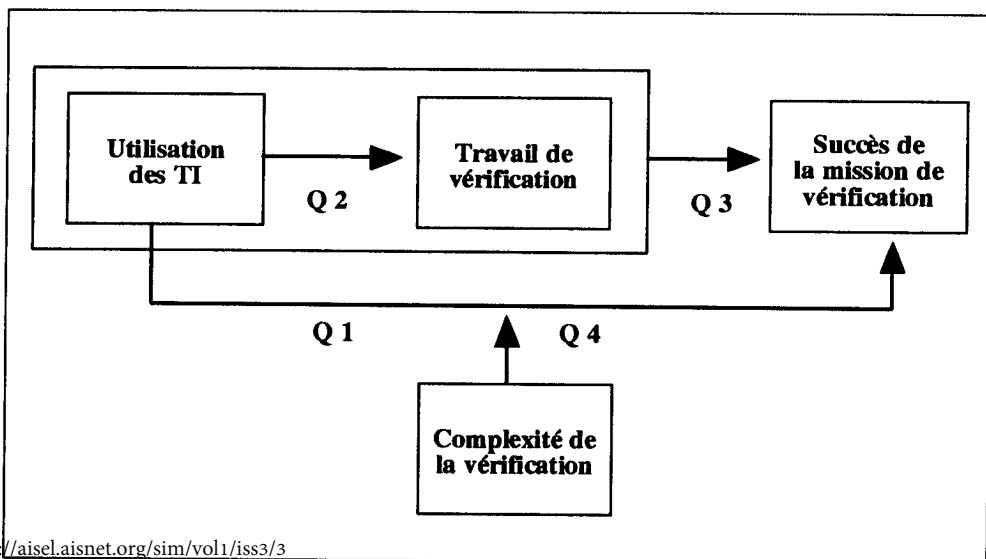 Utilisation
des TI
Q 2
Travail de
vérification
Q 3
Succès de
la mission de
vérification
Q 1
Q 4
Complexité de
la vérification
//aisel.aisnet.org/sim/vol1/iss3/3